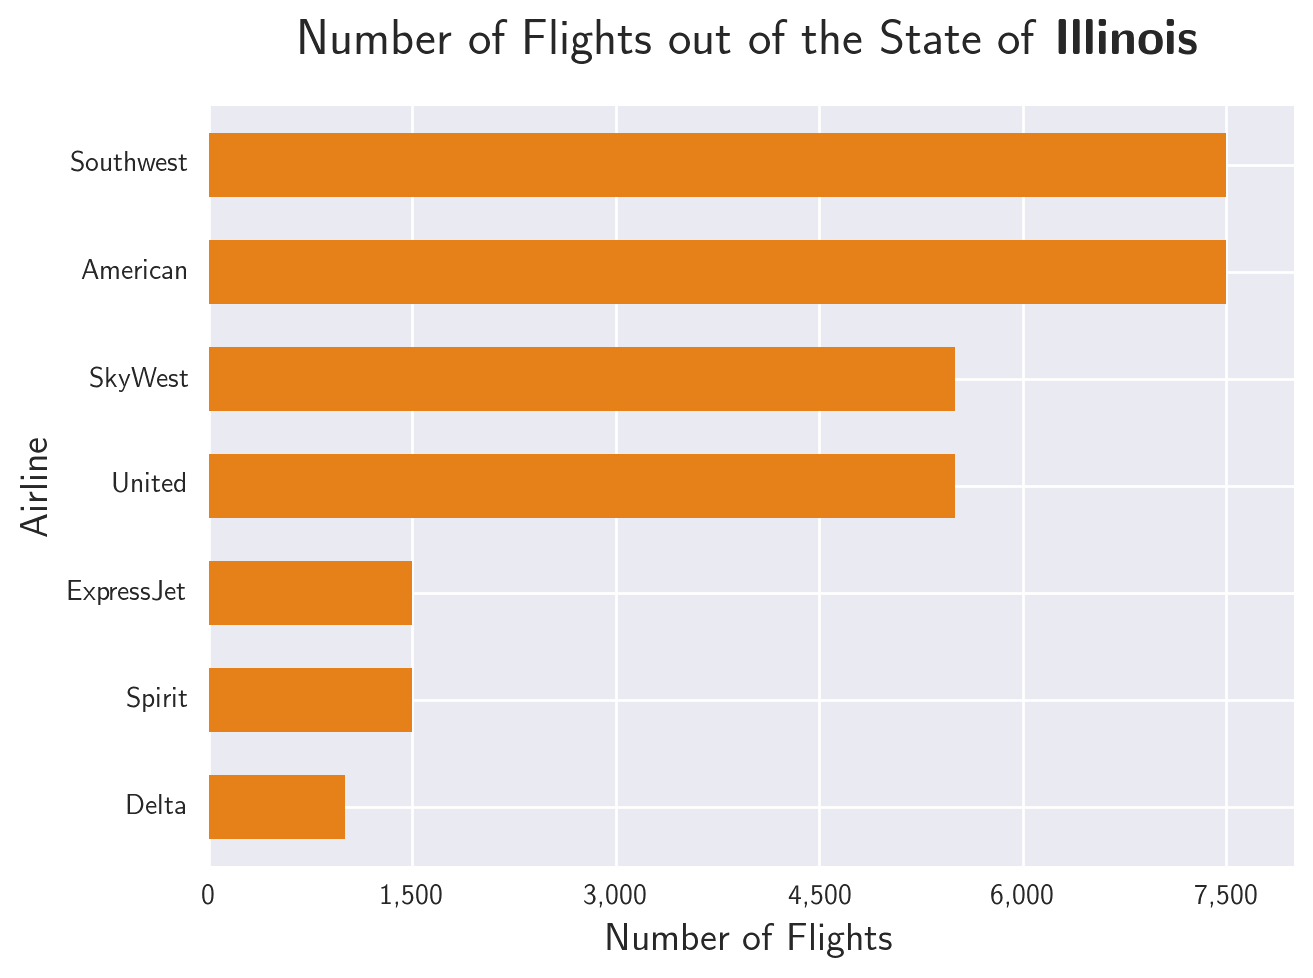 Number of Flights out of the State of Illinois
Southwest
American
SkyWest
United
ExpressJet
Spirit
Delta
Airline
0
1,500
3,000
4,500
6,000
7,500
Number of Flights